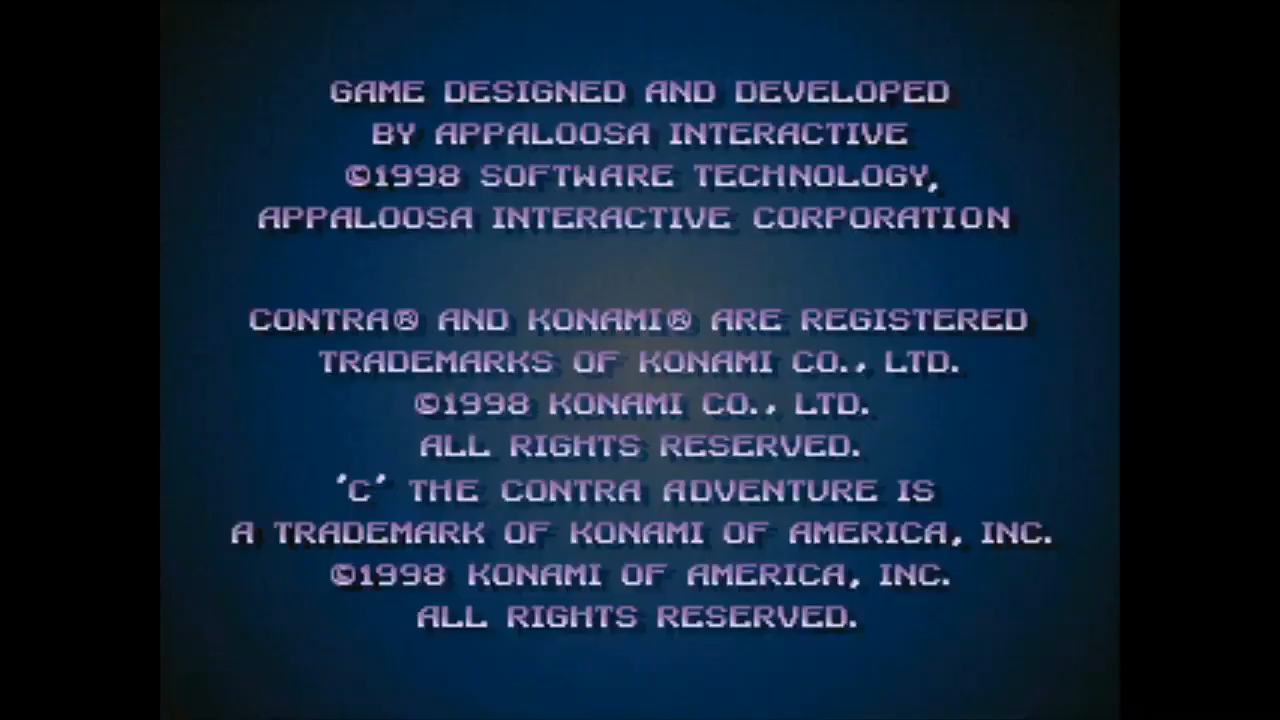 GAME DESIGNED AND DEVELOPED
BY APPALOOSA INTERACTIVE
©1998 SOFTWARE TECHNOLOGY,
APPALOOSA INTERACTIVE CORPORATION
CONTRA® AND KONAMI® ARE REGISTERED
TRADEMARKS OF KONAMI CO., LTD.
©1998 KONAMI CO., LTD.
ALL RIGHTS RESERVED.
'C' THE CONTRA ADVENTURE IS
A TRADEMARK OF KONAMI OF AMERICA, INC.
©1998 KONAMI OF AMERICA, INC.
ALL RIGHTS RESERVED.